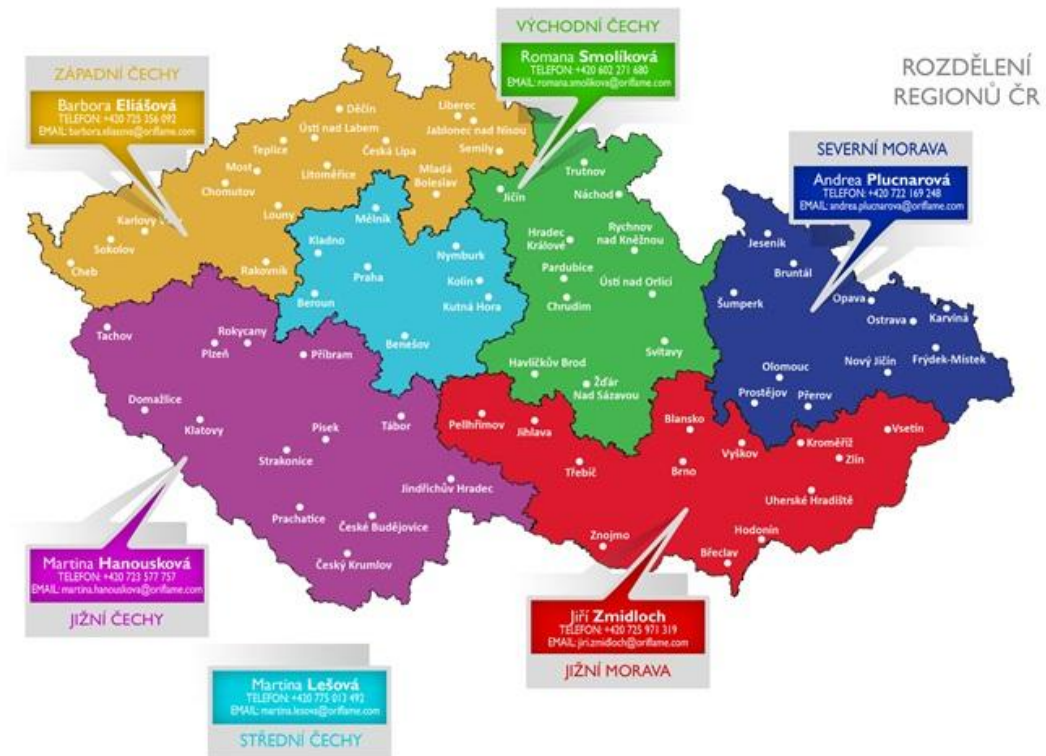 ROZDĚLENÍ
REGIONŮ ČR
ZÁPADNÍ ČECHY
Barbora Eliášová
TELEFON: +420 725 356 092
EMAIL: barbora.eliasova@oriflame.com
VÝCHODNÍ ČECHY
Romana Smolíková
TELEFON: +420 602 271 680
EMAIL: romana.smolikova@oriflame.com
SEVERNÍ MORAVA
Andrea Plucnarová
TELEFON: +420 722 169 248
EMAIL: andrea.plucnarova@oriflame.com
Děčín
Liberec
Ústí nad Labem
Jablonec nad Nisou
Teplice
Česká Lípa
Semily
Most
Litoměřice
Mladá
Boleslav
Chomutov
Louny
Karlovy
Sokolov
Cheb
Rakovník
Mělník
Kladno
Praha
Nymburk
Kolín
Beroun
Kutná Hora
Benešov
Trutnov
Jičín
Náchod
Hradec
Králové
Rychnov
nad Kněžnou
Pardubice
Ústí nad Orlicí
Chrudim
Svitavy
Havlíčkův Brod
Žďár
Nad Sázavou
Jeseník
Bruntál
Šumperk
Opava
Ostrava
Karviná
Nový Jičín
Frýdek-Místek
Olomouc
Prostějov
Přerov
Tachov
Rokycany
Plzeň
Příbram
Domažlice
Klatovy
Písek
Tábor
Strakonice
Jindřichův Hradec
Prachatice
České Budějovice
Český Krumlov
Pelhřimov
Jihlava
Třebíč
Blansko
Brno
Vyškov
Kroměříž
Vsetín
Zlín
Uherské Hradiště
Hodonín
Znojmo
Břeclav
Martina Hanousková
TELEFON: +420 723 577 757
EMAIL: martina.hanouskova@oriflame.com
JIŽNÍ ČECHY
Jiří Zmidloch
TELEFON: +420 725 971 319
EMAIL: jiri.zmidloch@oriflame.com
JIŽNÍ MORAVA
Martina Lešová
TELEFON: +420 775 013 492
EMAIL: martina.lesova@oriflame.com
STŘEDNÍ ČECHY